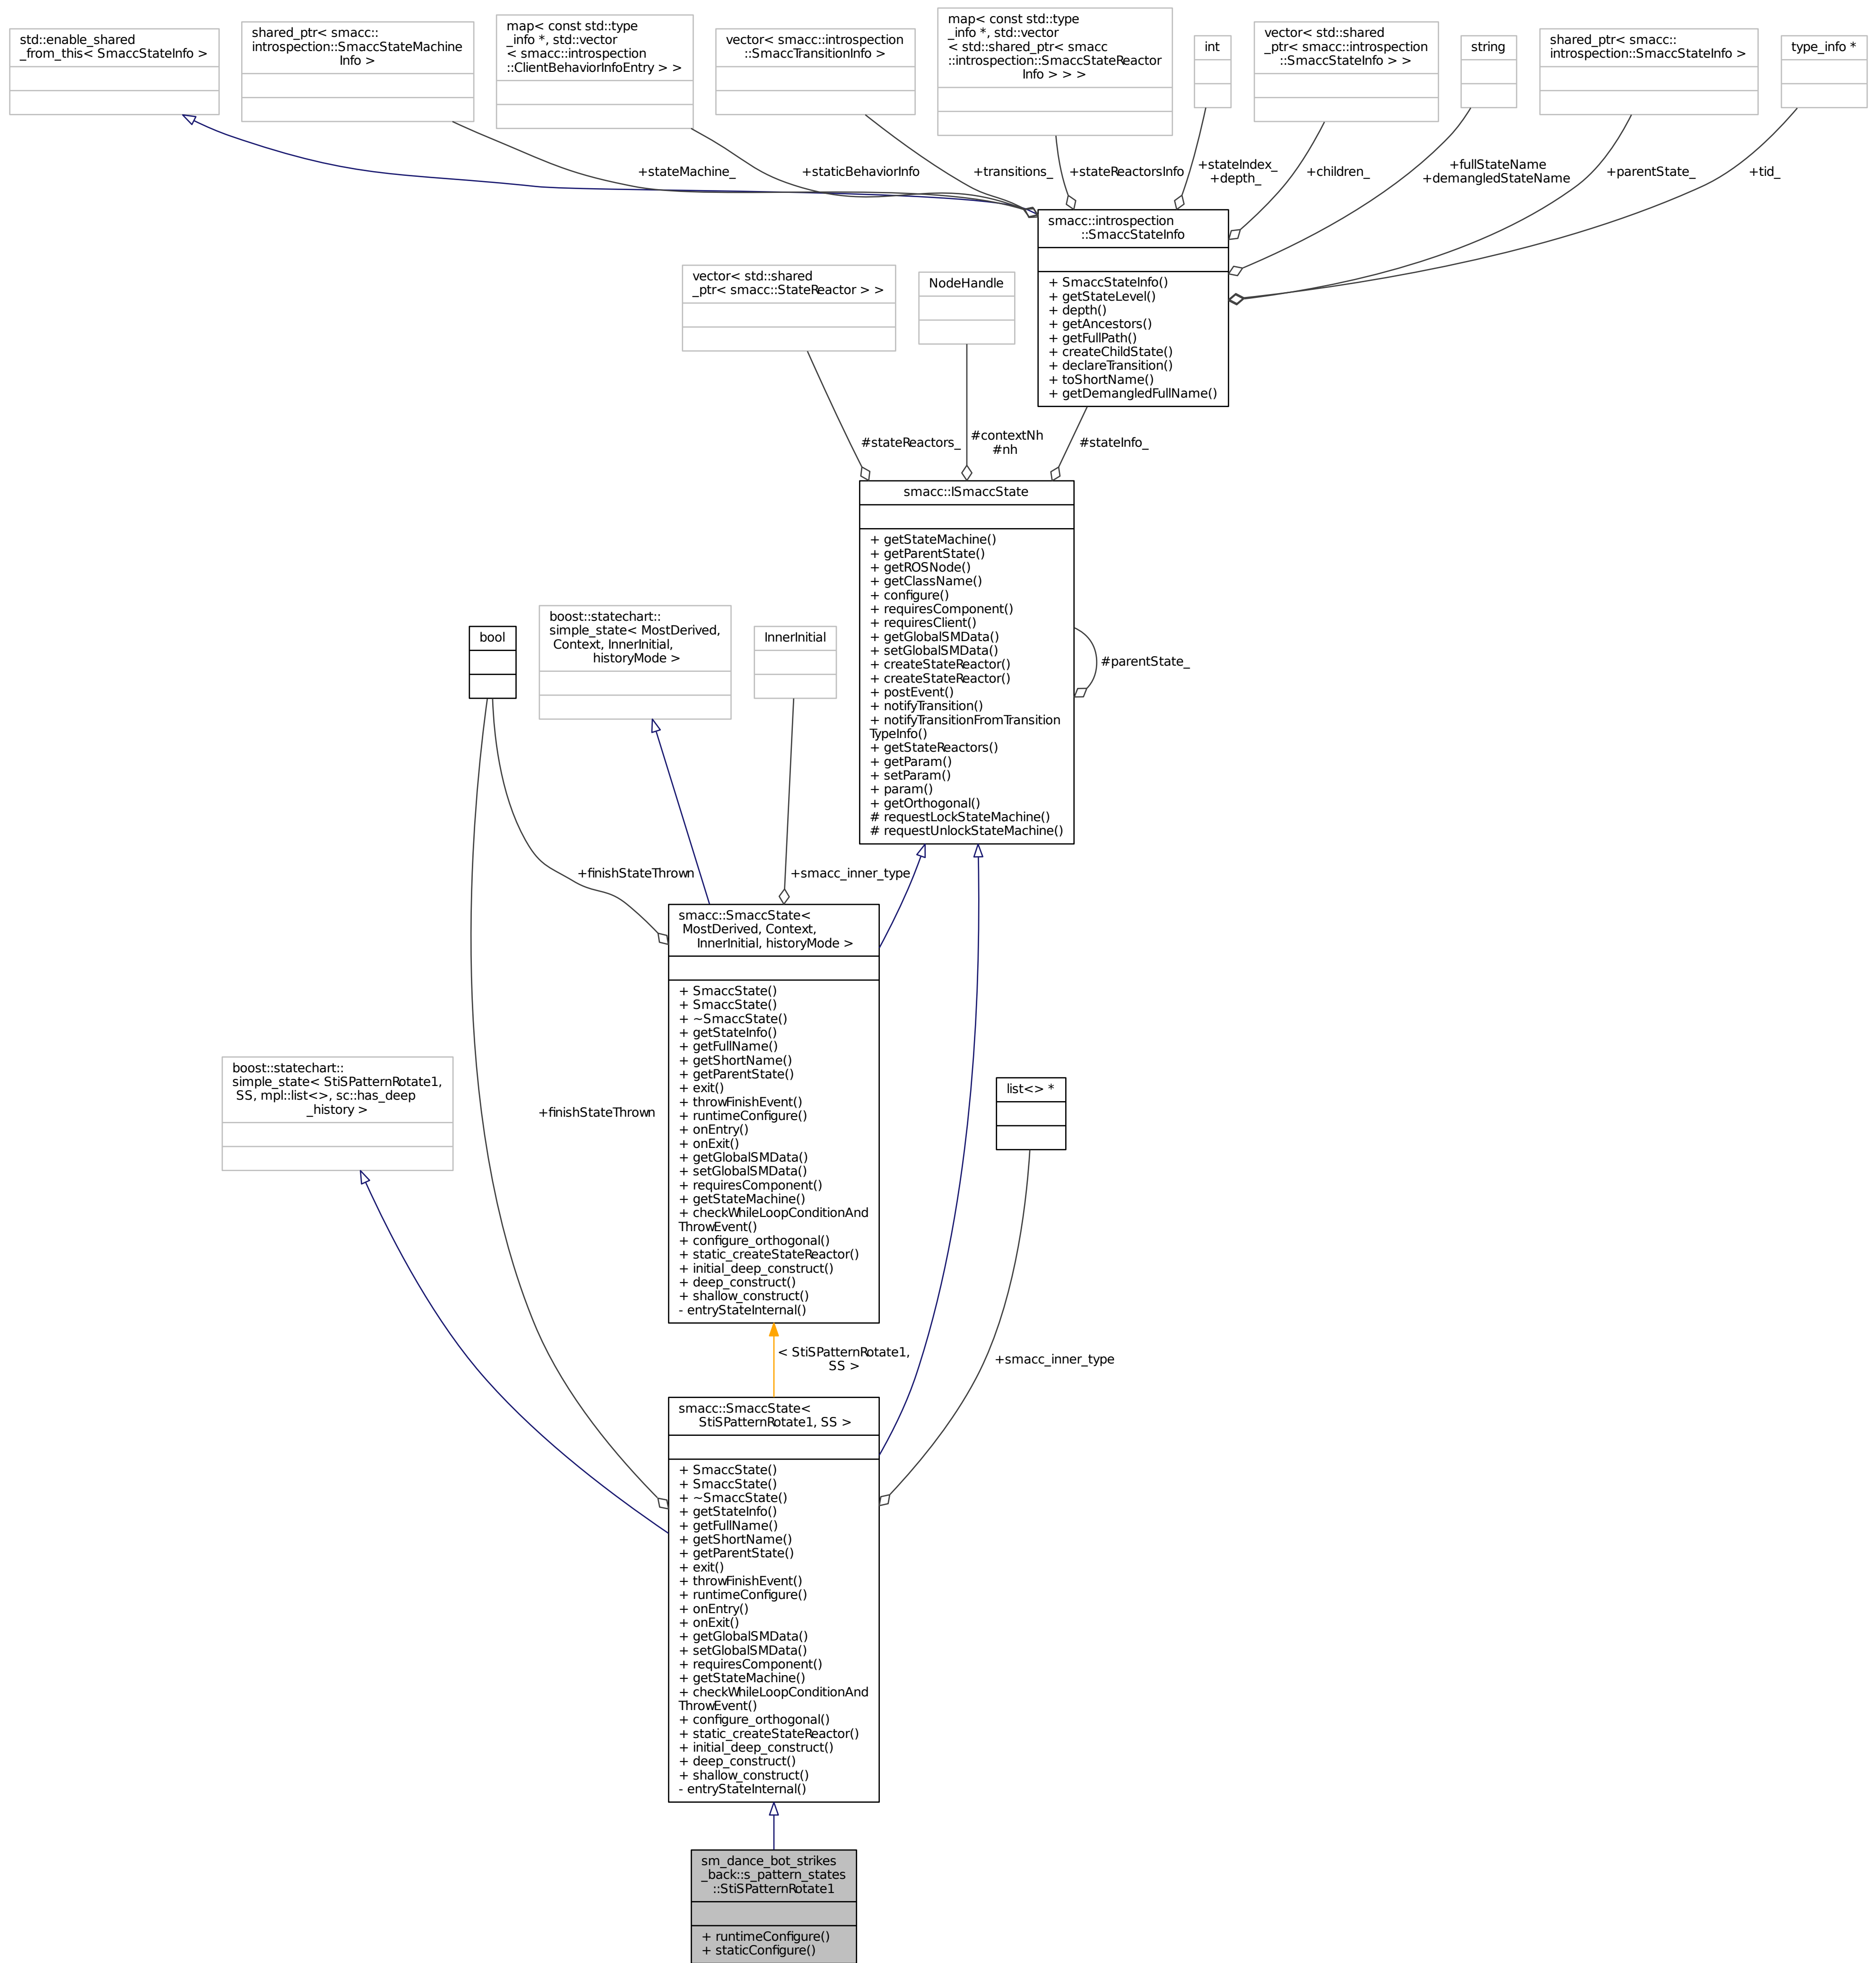 std::enable_shared
_from_this< SmaccStateInfo >
shared_ptr< smacc::
introspection::SmaccStateMachine
Info >
map< const std::type
_info *, std::vector
< smacc::introspection
::ClientBehaviorInfoEntry > >
vector< smacc::introspection
::SmaccTransitionInfo >
map< const std::type
_info *, std::vector
< std::shared_ptr< smacc
::introspection::SmaccStateReactor
Info > > >
int
vector< std::shared
_ptr< smacc::introspection
::SmaccStateInfo > >
string
shared_ptr< smacc::
introspection::SmaccStateInfo >
type_info *
+stateMachine_
+staticBehaviorInfo
+transitions_
+stateReactorsInfo
+stateIndex_
+depth_
+children_
+fullStateName
+demangledStateName
+parentState_
+tid_
smacc::introspection
::SmaccStateInfo
+ SmaccStateInfo()
+ getStateLevel()
+ depth()
+ getAncestors()
+ getFullPath()
+ createChildState()
+ declareTransition()
+ toShortName()
+ getDemangledFullName()
vector< std::shared
_ptr< smacc::StateReactor > >
NodeHandle
#stateReactors_
#contextNh
#nh
#stateInfo_
smacc::ISmaccState
+ getStateMachine()
+ getParentState()
+ getROSNode()
+ getClassName()
+ configure()
+ requiresComponent()
+ requiresClient()
+ getGlobalSMData()
+ setGlobalSMData()
+ createStateReactor()
+ createStateReactor()
+ postEvent()
+ notifyTransition()
+ notifyTransitionFromTransition
TypeInfo()
+ getStateReactors()
+ getParam()
+ setParam()
+ param()
+ getOrthogonal()
# requestLockStateMachine()
# requestUnlockStateMachine()
#parentState_
bool
boost::statechart::
simple_state< MostDerived,
Context, InnerInitial,
historyMode >
InnerInitial
+finishStateThrown
+smacc_inner_type
smacc::SmaccState<
MostDerived, Context,
InnerInitial, historyMode >
+ SmaccState()
+ SmaccState()
+ ~SmaccState()
+ getStateInfo()
+ getFullName()
+ getShortName()
+ getParentState()
+ exit()
+ throwFinishEvent()
+ runtimeConfigure()
+ onEntry()
+ onExit()
+ getGlobalSMData()
+ setGlobalSMData()
+ requiresComponent()
+ getStateMachine()
+ checkWhileLoopConditionAnd
ThrowEvent()
+ configure_orthogonal()
+ static_createStateReactor()
+ initial_deep_construct()
+ deep_construct()
+ shallow_construct()
- entryStateInternal()
boost::statechart::
simple_state< StiSPatternRotate1,
SS, mpl::list<>, sc::has_deep
_history >
+finishStateThrown
list<> *
< StiSPatternRotate1,
SS >
+smacc_inner_type
smacc::SmaccState<
StiSPatternRotate1, SS >
+ SmaccState()
+ SmaccState()
+ ~SmaccState()
+ getStateInfo()
+ getFullName()
+ getShortName()
+ getParentState()
+ exit()
+ throwFinishEvent()
+ runtimeConfigure()
+ onEntry()
+ onExit()
+ getGlobalSMData()
+ setGlobalSMData()
+ requiresComponent()
+ getStateMachine()
+ checkWhileLoopConditionAnd
ThrowEvent()
+ configure_orthogonal()
+ static_createStateReactor()
+ initial_deep_construct()
+ deep_construct()
+ shallow_construct()
- entryStateInternal()
sm_dance_bot_strikes
_back::s_pattern_states
::StiSPatternRotate1
+ runtimeConfigure()
+ staticConfigure()